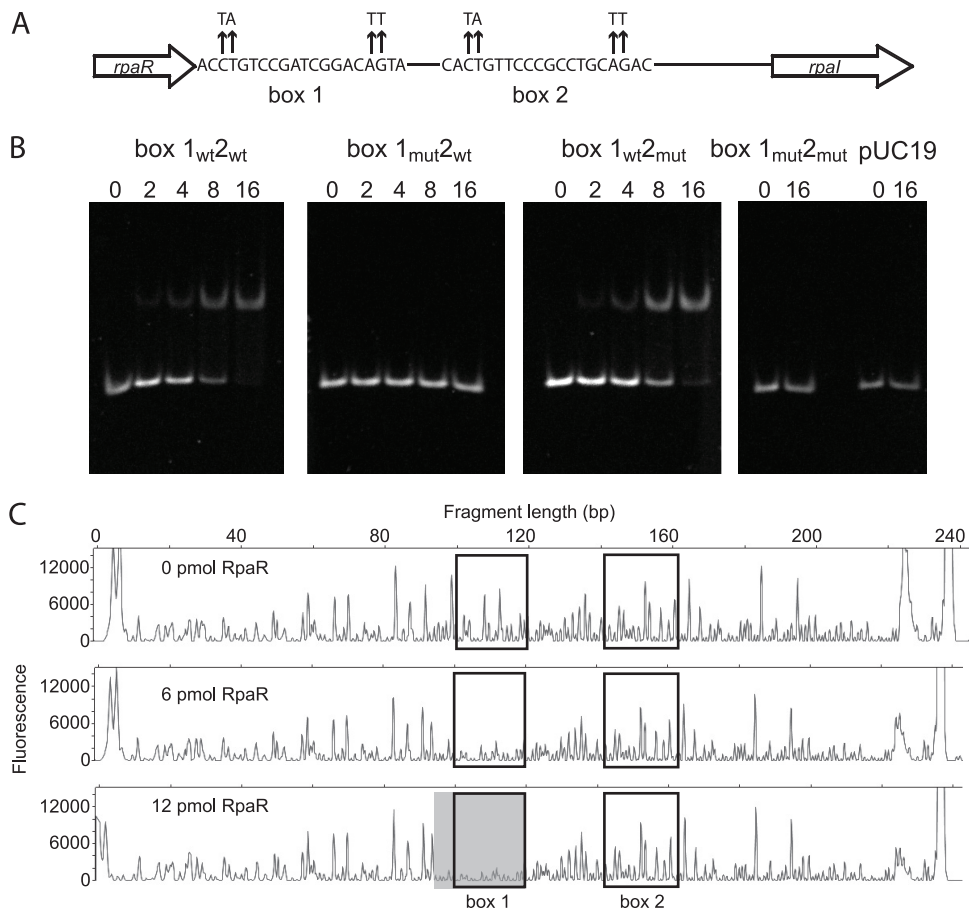 A
TA TT TA TT
rpaR ACCTGTCCGATCGGACAGTA CACTGTTCCCGCCTGCAGAC rpaI
box 1 box 2
B
box 1wt2wt box 1mut2wt box 1wt2mut box 1mut2mut pUC19
0 2 4 8 16 0 2 4 8 16 0 2 4 8 16 0 16 0 16
C
Fragment length (bp)
0 40 80 120 160 200 240
12000
6000
0
0 pmol RpaR
12000
6000
0
6 pmol RpaR
12000
6000
0
12 pmol RpaR
Fluorescence
box 1 box 2